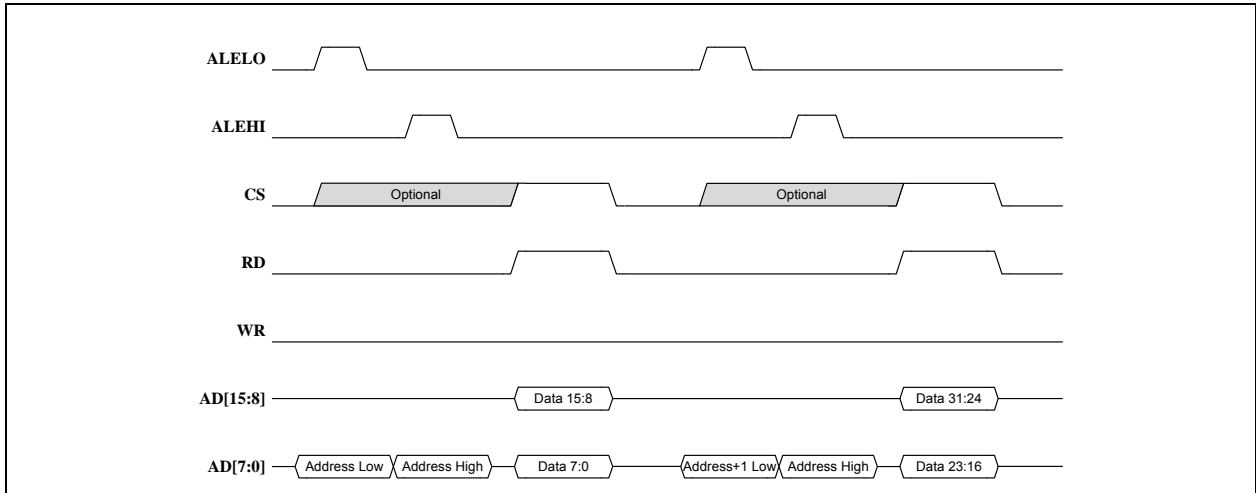 ALELO
ALEHI
CS Optional Optional
RD
WR
AD[15:8] Data 15:8 Data 31:24
AD[7:0] Address Low Address High Data 7:0 Address+1 Low Address High Data 23:16